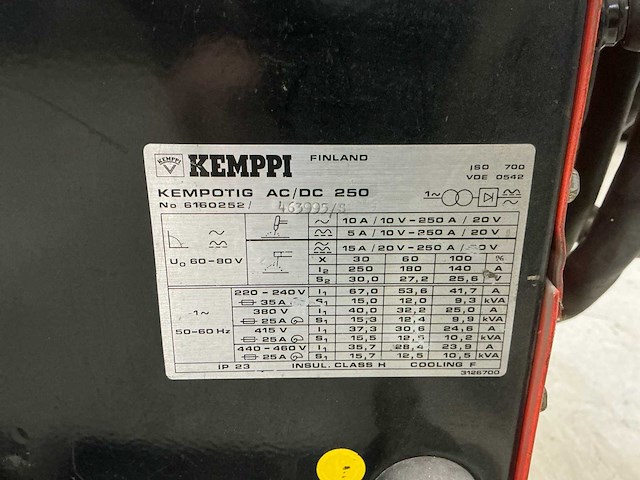 KEMPPI FINLAND
ISO 700
VDE 0542
KEMPOTIG AC/DC 250
1~
No 6160252/ 463995/S
~ 10 A / 10 V – 250 A / 20 V
5 A / 10 V – 250 A / 20 V
15 A / 20 V – 250 A /
U₀ 60–80 V
X 30 60 100 %
I₂ 250 180 140 A
S₂ 30,0 27,2 25,6
1~
50–60 Hz
220–240 V I₁ 67,0 53,6 41,7 A
35 A S₁ 15,0 12,0 9,3 kVA
380 V I₁ 40,0 32,2 25,0 A
25 A S₁ 15,3 12,4 9,9 kVA
415 V I₁ 37,3 30,6 24,6 A
25 A S₁ 15,5 12,5 10,2 kVA
440–460 V I₁ 35,7 28,4 23,9 A
25 A S₁ 15,7 12,5 10,5 kVA
IP 23 INSUL. CLASS H COOLING F
3126700